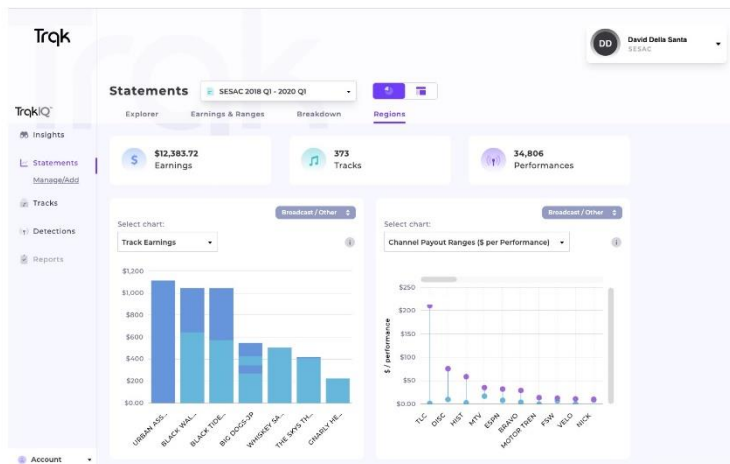 Trqk
DD
David Della Santa
SESAC
Statements
SESAC 2018 Q1 - 2020 Q1
TrqkIQ
Explorer
Earnings & Ranges
Breakdown
Regions
Insights
Statements
Manage/Add
Tracks
Detections
Reports
$
$12,383.72
Earnings
373
Tracks
34,806
Performances
Broadcast / Other
Select chart:
Track Earnings
i
$1,200
$1,000
$800
$600
$400
$200
$0.00
URBAN ASS...
BLACK WAL...
BLACK TIDE...
BIG DOGS-JP
WHISKEY SA...
THE SKYS TH...
GNARLY HE...
Broadcast / Other
Select chart:
Channel Payout Ranges ($ per Performance)
i
$ / performance
$250
$200
$150
$100
$50
$0.00
TLC
DISC
HIST
MTV
ESPN
BRAVO
MOTOR TREN
FSW
VELO
NICK
Account